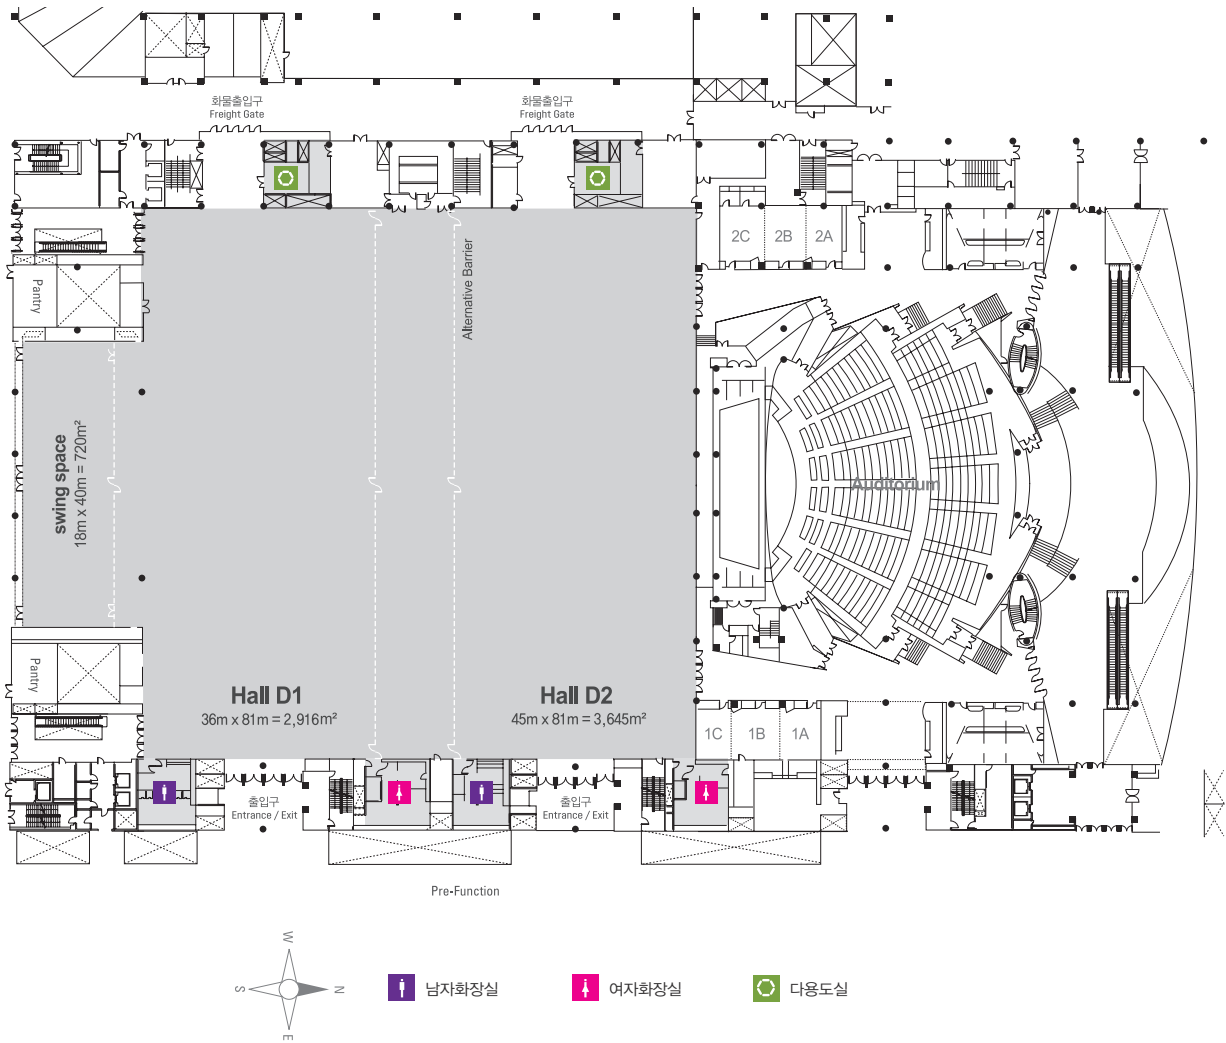 화물출입구
Freight Gate
화물출입구
Freight Gate
2C
2B
2A
Alternative Barrier
Pantry
swing space
18m x 40m = 720m²
Auditorium
Pantry
Hall D1
36m x 81m = 2,916m²
Hall D2
45m x 81m = 3,645m²
1C
1B
1A
출입구
Entrance / Exit
출입구
Entrance / Exit
Pre-Function
W
S
N
E
남자화장실
여자화장실
다용도실